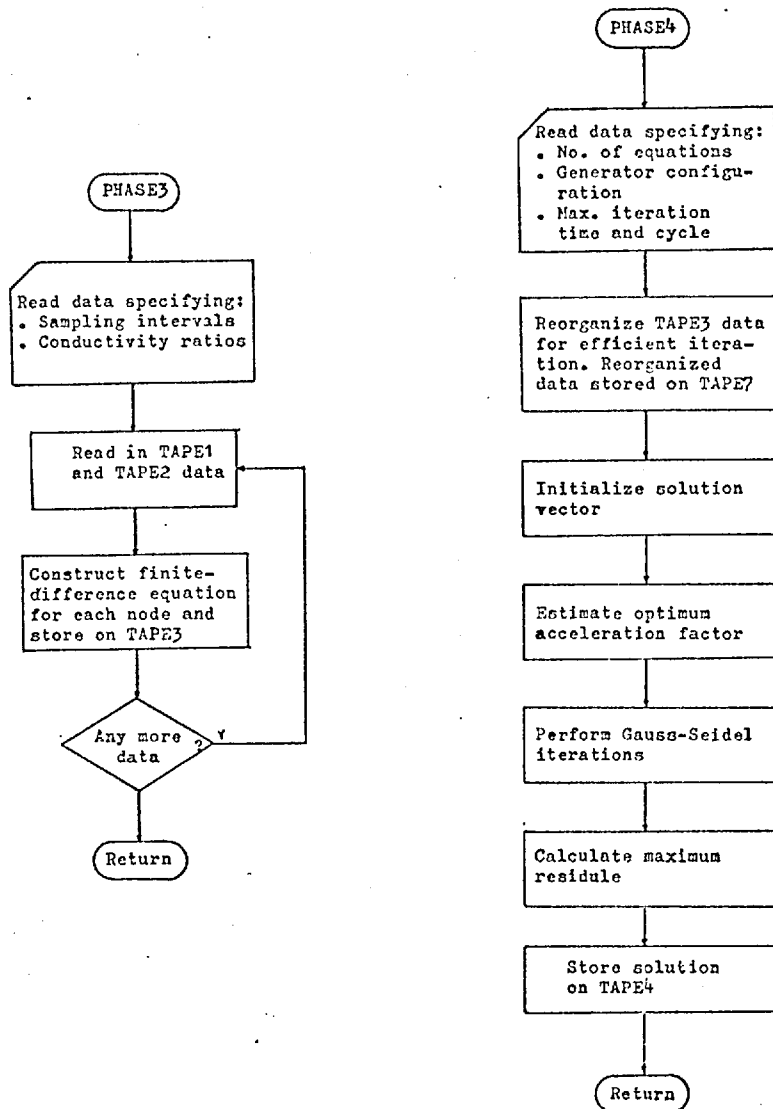 PHASE3
Read data specifying:
• Sampling intervals
• Conductivity ratios
Read in TAPE1
and TAPE2 data
Construct finite-
difference equation
for each node and
store on TAPE3
Any more
data ?
Y
Return
PHASE4
Read data specifying:
• No. of equations
• Generator configu-
ration
• Max. iteration
time and cycle
Reorganize TAPE3 data
for efficient itera-
tion. Reorganized
data stored on TAPE7
Initialize solution
vector
Estimate optimum
acceleration factor
Perform Gauss-Seidel
iterations
Calculate maximum
residule
Store solution
on TAPE4
Return